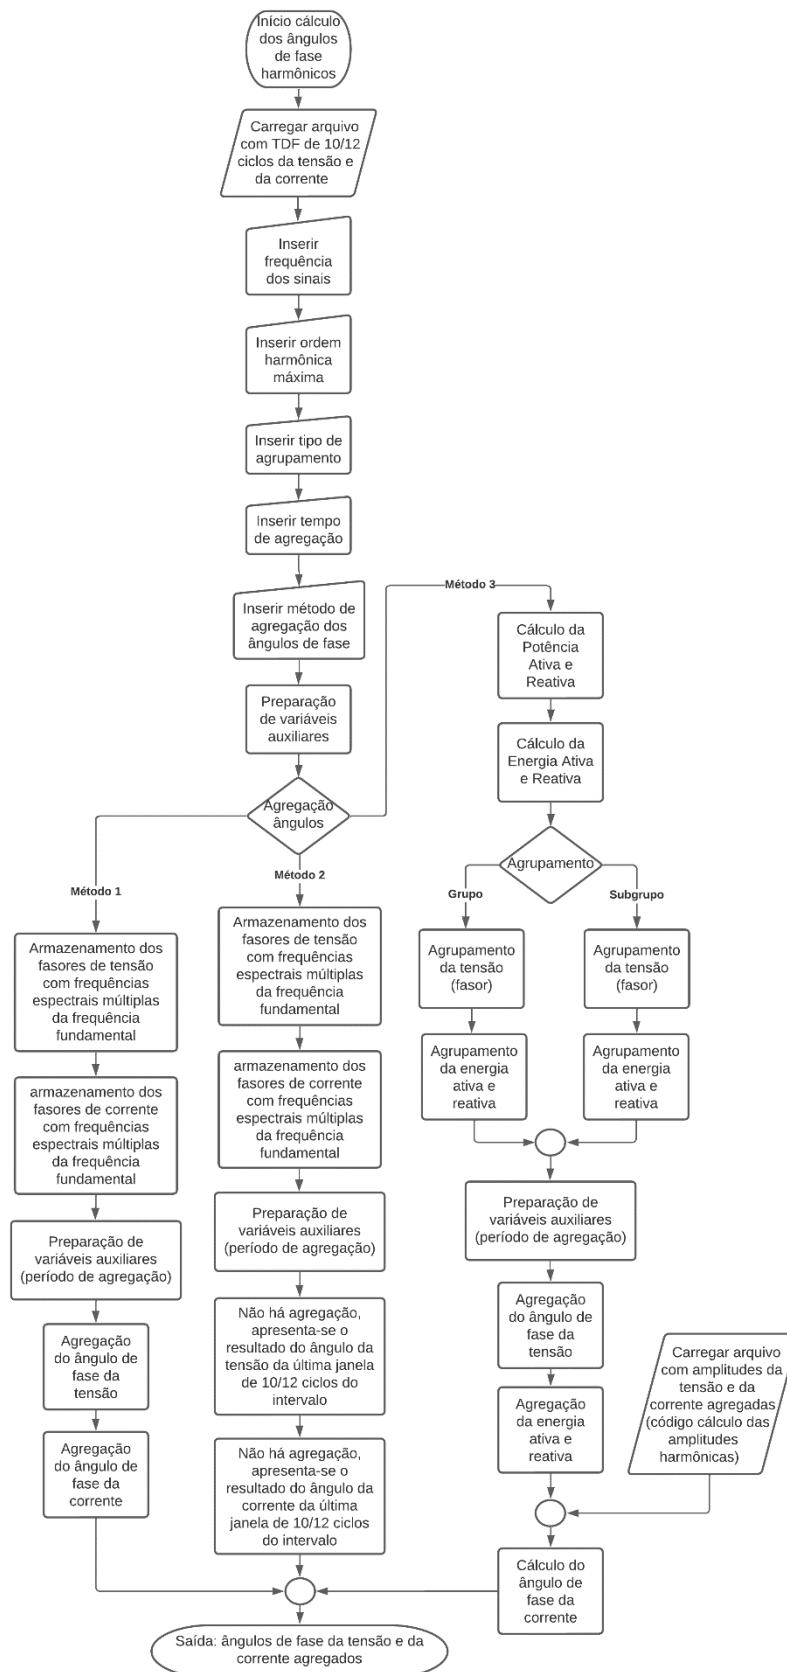 Início cálculo
dos ângulos
de fase
harmônicos
Carregar arquivo
com TDF de 10/12
ciclos da tensão e
da corrente
Inserir
frequência
dos sinais
Inserir ordem
harmônica
máxima
Inserir tipo de
agrupamento
Inserir tempo
de agregação
Inserir método de
agregação dos
ângulos de fase
Preparação
de variáveis
auxiliares
Agregação
ângulos
Método 1
Armazenamento dos
fasores de tensão
com frequências
espectrais múltiplas
da frequência
fundamental
armazenamento dos
fasores de corrente
com frequências
espectrais múltiplas
da frequência
fundamental
Preparação de
variáveis auxiliares
(período de agregação)
Agregação
do ângulo de
fase da
tensão
Agregação
do ângulo de
fase da
corrente
Método 2
Armazenamento dos
fasores de tensão
com frequências
espectrais múltiplas
da frequência
fundamental
armazenamento dos
fasores de corrente
com frequências
espectrais múltiplas
da frequência
fundamental
Preparação de
variáveis auxiliares
(período de agregação)
Não há agregação,
apresenta-se o
resultado do ângulo da
tensão da última janela
de 10/12 ciclos do
intervalo
Não há agregação,
apresenta-se o
resultado do ângulo da
corrente da última
janela de 10/12 ciclos
do intervalo
Método 3
Cálculo da
Potência
Ativa e
Reativa
Cálculo da
Energia Ativa
e Reativa
Agrupamento
Grupo
Agrupamento
da tensão
(fasor)
Agrupamento
da energia
ativa e
reativa
Subgrupo
Agrupamento
da tensão
(fasor)
Agrupamento
da energia
ativa e
reativa
Preparação de
variáveis auxiliares
(período de agregação)
Agregação
do ângulo de
fase da
tensão
Agregação
da energia
ativa e
reativa
Carregar arquivo
com amplitudes da
tensão e da
corrente agregadas
(código cálculo das
amplitudes
harmônicas)
Cálculo do
ângulo de
fase da
corrente
Saída: ângulos de fase da tensão e da
corrente agregados